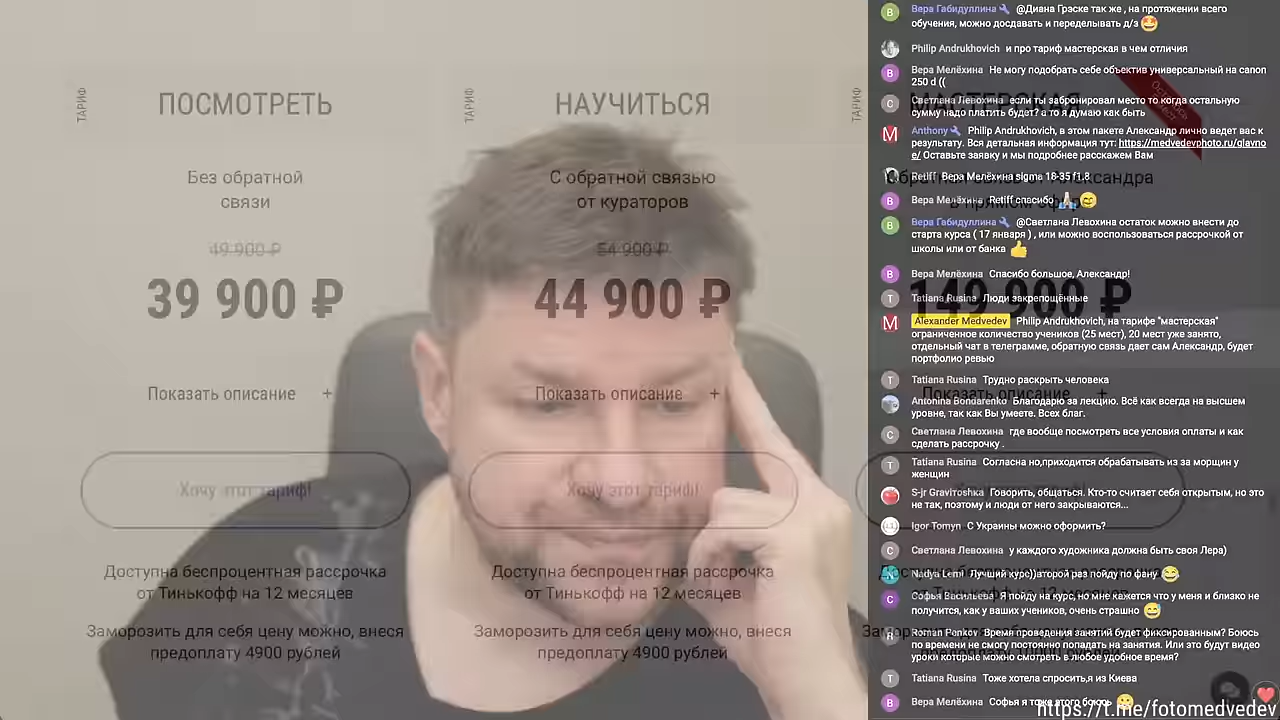 ТАРИФ
ПОСМОТРЕТЬ
Без обратной
связи
49 900 ₽
39 900 ₽
Показать описание +
Хочу этот тариф!
Доступна беспроцентная рассрочка
от Тинькофф на 12 месяцев
Заморозить для себя цену можно, внеся
предоплату 4900 рублей
ТАРИФ
НАУЧИТЬСЯ
С обратной связью
от кураторов
54 900 ₽
44 900 ₽
Показать описание +
Хочу этот тариф!
Доступна беспроцентная рассрочка
от Тинькофф на 12 месяцев
Заморозить для себя цену можно, внеся
предоплату 4900 рублей
ТАРИФ
МАСТЕРСКАЯ
149 900 ₽
Показать описание +
Вера Габидуллина @Диана Грэске так же , на протяжении всего
обучения, можно досдавать и переделывать д/з 🤩
Philip Andrukhovich и про тариф мастерская в чем отличия
Вера Мелёхина Не могу подобрать себе объектив универсальный на canon
250 d ((
Светлана Левохина если ты забронировал место то когда остальную
сумму надо платить будет? а то я думаю как быть
Anthony Philip Andrukhovich, в этом пакете Александр лично ведет вас к
результату. Вся детальная информация тут: https://medvedevphoto.ru/glavno
e/ Оставьте заявку и мы подробнее расскажем Вам
Retiff Вера Мелёхина sigma 18-35 f1.8
Вера Мелёхина Retiff спасибо 🙏😊
Вера Габидуллина @Светлана Левохина остаток можно внести до
старта курса ( 17 января ) , или можно воспользоваться рассрочкой от
школы или от банка 👍
Вера Мелёхина Спасибо большое, Александр!
Tatiana Rusina Люди закрепощённые
Alexander Medvedev Philip Andrukhovich, на тарифе "мастерская"
ограниченное количество учеников (25 мест), 20 мест уже занято,
отдельный чат в телеграмме, обратную связь дает сам Александр, будет
портфолио ревью
Tatiana Rusina Трудно раскрыть человека
Antonina Bondarenko Благодарю за лекцию. Всё как всегда на высшем
уровне, так как Вы умеете. Всех благ.
Светлана Левохина где вообще посмотреть все условия оплаты и как
сделать рассрочку .
Tatiana Rusina Согласна но,приходится обрабатывать из за морщин у
женщин
S-jr Gravitoshka Говорить, общаться. Кто-то считает себя открытым, но это
не так, поэтому и люди от него закрываются...
Igor Tomyn С Украины можно оформить?
Светлана Левохина у каждого художника должна быть своя Лера)
Nadya Lemi Лучший курс))аторой раз пойду по фану 😂
Софья Васильева Я пойду на курс, но мне кажется что у меня и близко не
получится, как у ваших учеников, очень страшно 😅
Roman Penkov Время проведения занятий будет фиксированным? Боюсь
по времени не смогу постоянно попадать на занятия. Или это будут видео
уроки которые можно смотреть в любое удобное время?
Tatiana Rusina Тоже хотела спросить,я из Киева
Вера Мелёхина Софья я тоже этого боюсь
https://t.me/fotomedvedev